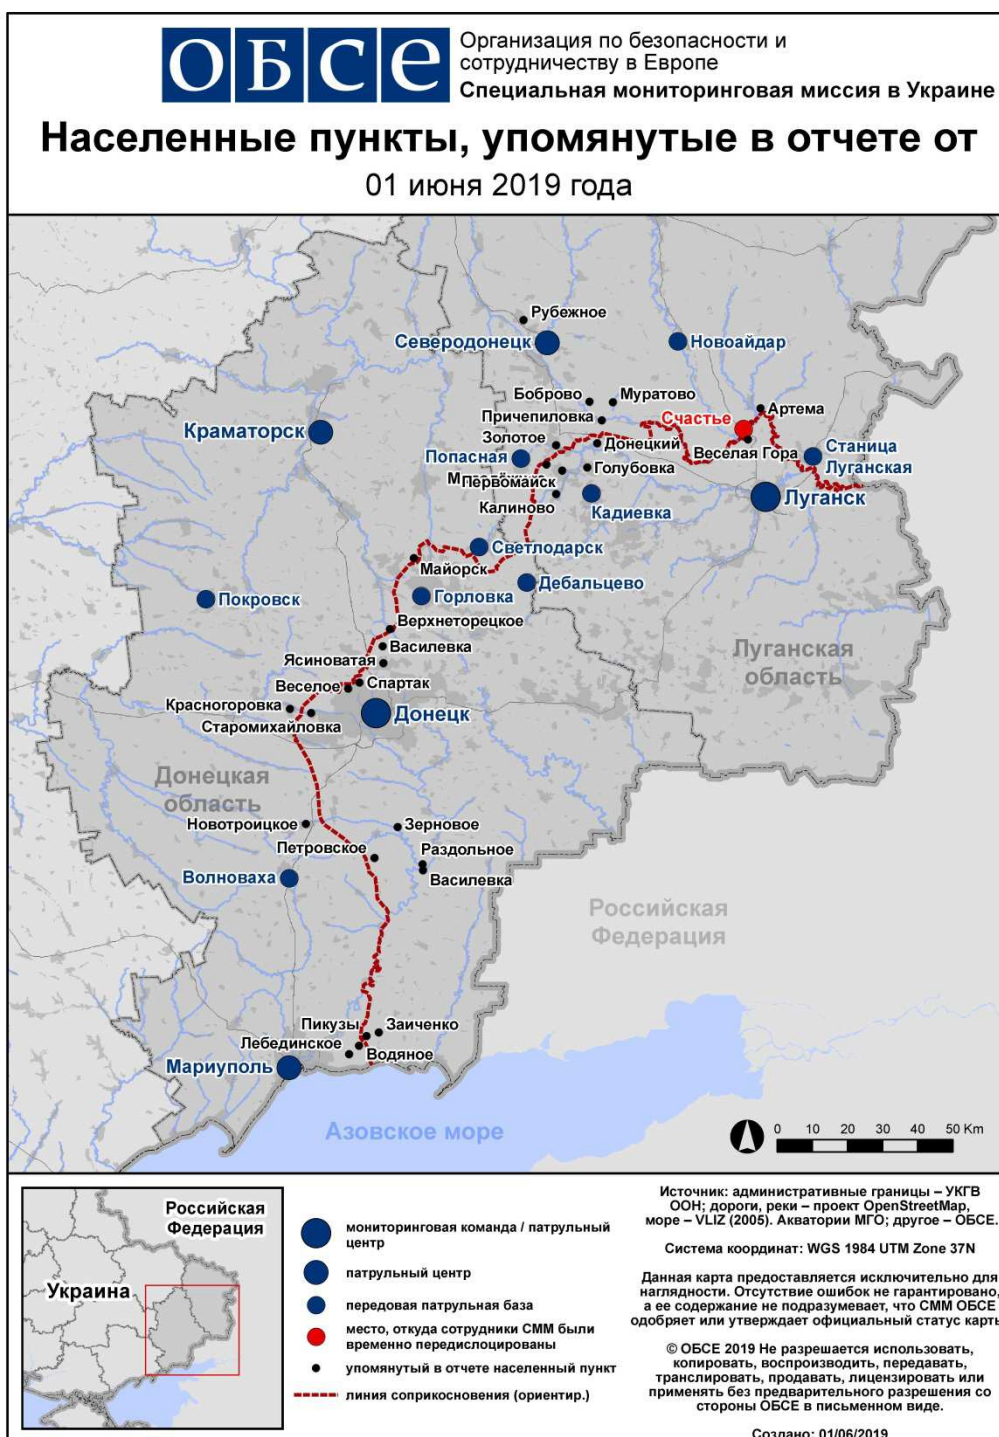 ОБСЕ
Организация по безопасности и
сотрудничеству в Европе
Специальная мониторинговая миссия в Украине
Населенные пункты, упомянутые в отчете от
01 июня 2019 года
Рубежное
Северодонецк
Новоайдар
Боброво
Муратово
Артема
Причепиловка
Счастье
Краматорск
Золотое
Донецкий
Веселая Гора
Станица
Луганская
Попасная
Голубовка
Первомайск
Калиново
Кадиевка
Луганск
Светлодарск
Майорск
Дебальцево
Горловка
Покровск
Верхнеторецкое
Василевка
Луганская
область
Ясиноватая
Спартак
Веселое
Красногоровка
Старомихайловка
Донецк
Донецкая
область
Новотроицкое
Зерновое
Петровское
Раздольное
Василевка
Волноваха
Российская
Федерация
Пикузы
Заиченко
Лебединское
Водяное
Мариуполь
Азовское море
0 10 20 30 40 50 Km
Российская
Федерация
Украина
мониторинговая команда / патрульный
центр
патрульный центр
передовая патрульная база
место, откуда сотрудники СММ были
временно передислоцированы
упомянутый в отчете населенный пункт
линия соприкосновения (ориентир.)
Источник: административные границы – УКГВ
ООН; дороги, реки – проект OpenStreetMap,
море – VLIZ (2005). Акватории МГО; другое – ОБСЕ.
Система координат: WGS 1984 UTM Zone 37N
Данная карта предоставляется исключительно для
наглядности. Отсутствие ошибок не гарантировано,
а ее содержание не подразумевает, что СММ ОБСЕ
одобряет или утверждает официальный статус карты
© ОБСЕ 2019 Не разрешается использовать,
копировать, воспроизводить, передавать,
транслировать, продавать, лицензировать или
применять без предварительного разрешения со
стороны ОБСЕ в письменном виде.
Создано: 01/06/2019